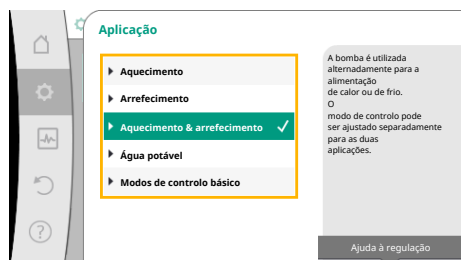 Aplicação
Aquecimento
Arrefecimento
Aquecimento & arrefecimento
Água potável
Modos de controlo básico
A bomba é utilizada
alternadamente para a
alimentação
de calor ou de frio.
O
modo de controlo pode
ser ajustado separadamente
para as duas
aplicações.
Ajuda à regulação